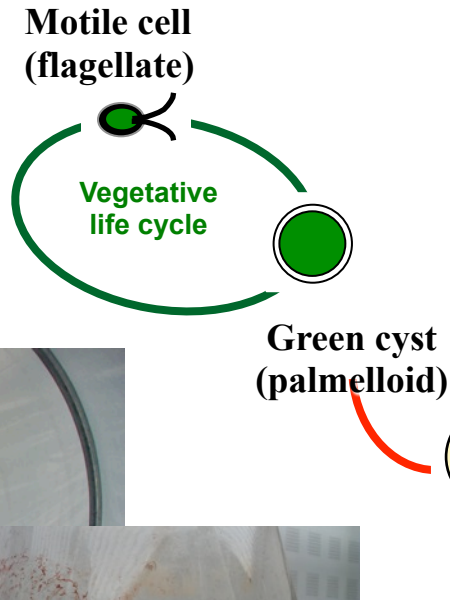 Motile cell
(flagellate)
Vegetative
life cycle
Green cyst
(palmelloid)